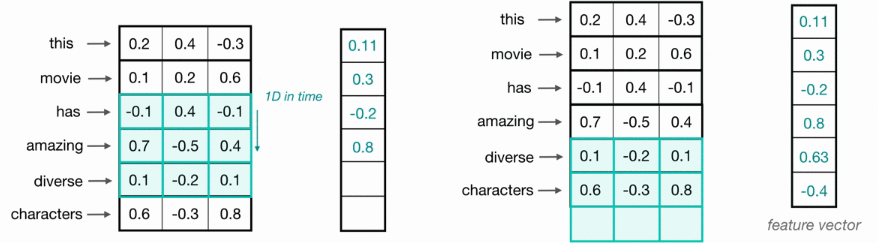 this → 0.2 0.4 -0.3 0.11
movie → 0.1 0.2 0.6 0.3
has → -0.1 0.4 -0.1 -0.2
1D in time
amazing → 0.7 -0.5 0.4 0.8
diverse → 0.1 -0.2 0.1
characters → 0.6 -0.3 0.8
this → 0.2 0.4 -0.3 0.11
movie → 0.1 0.2 0.6 0.3
has → -0.1 0.4 -0.1 -0.2
amazing → 0.7 -0.5 0.4 0.8
diverse → 0.1 -0.2 0.1 0.63
characters → 0.6 -0.3 0.8 -0.4
feature vector